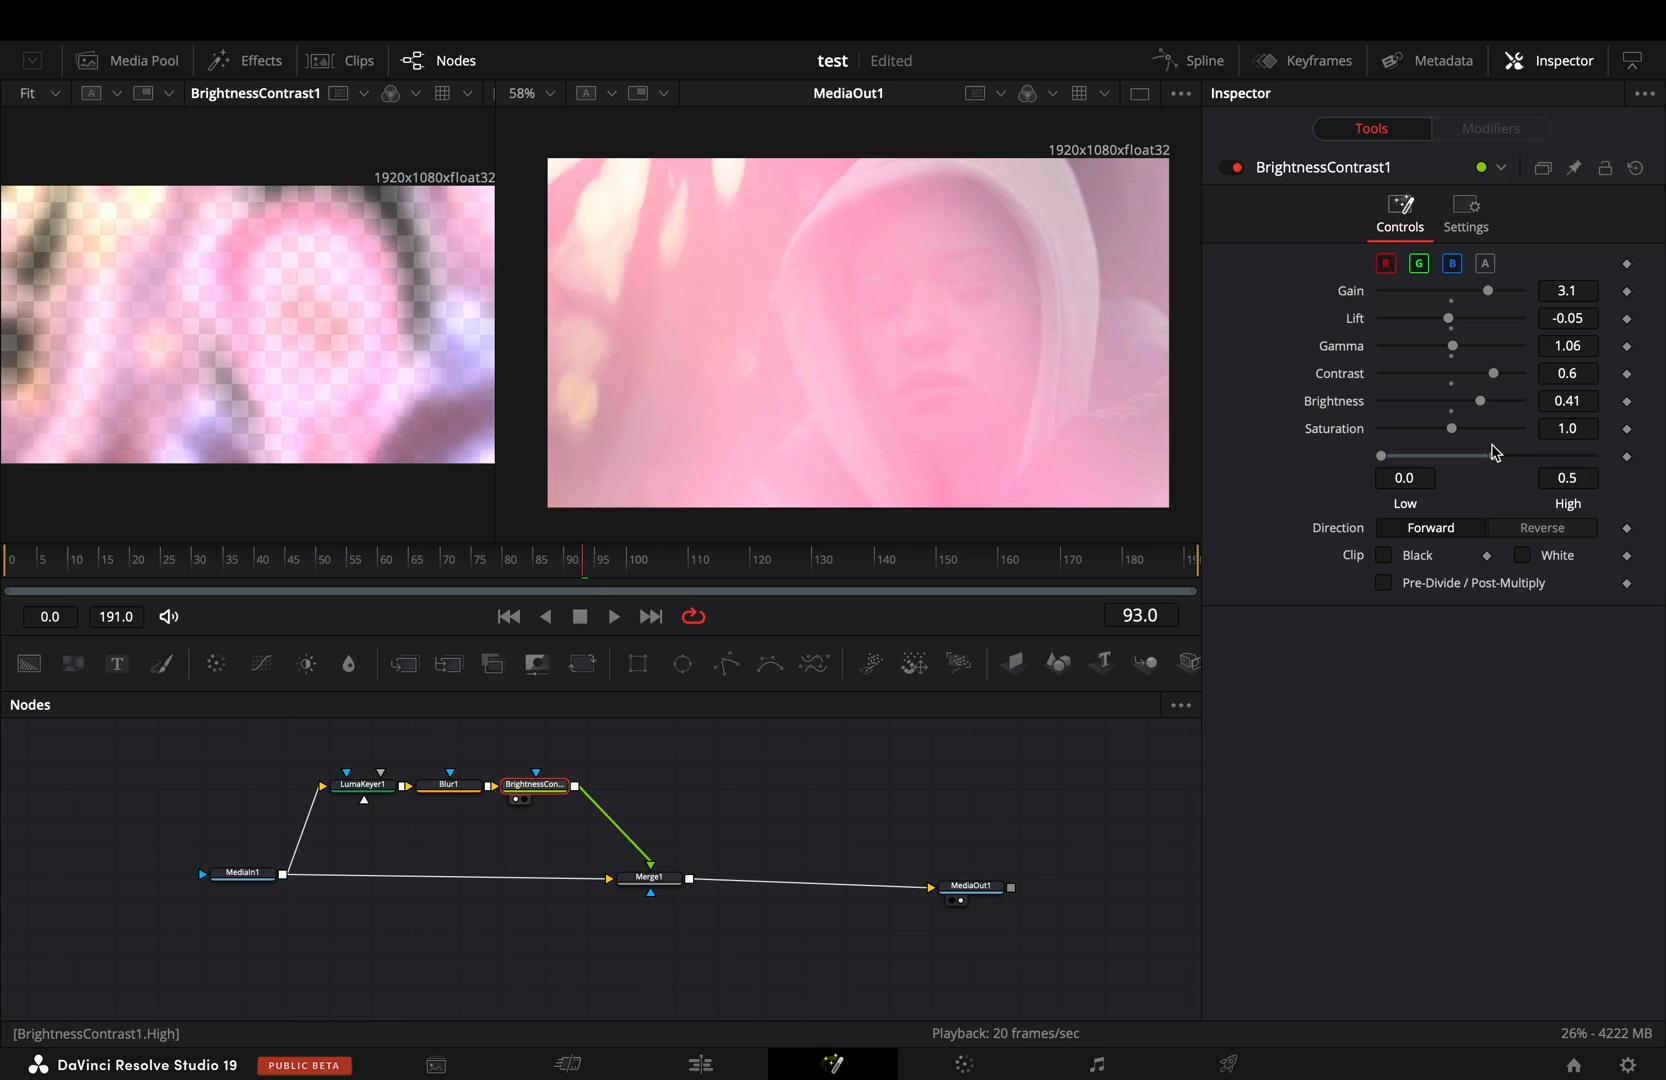 Media Pool Effects Clips Nodes test Edited Spline Keyframes Metadata Inspector
Fit A BrightnessContrast1 58% A MediaOut1 Inspector
1920x1080xfloat32
1920x1080xfloat32
Tools Modifiers
BrightnessContrast1
Controls Settings
R G B A
Gain 3.1
Lift -0.05
Gamma 1.06
Contrast 0.6
Brightness 0.41
Saturation 1.0
0.0 0.5
Low High
Direction Forward Reverse
Clip Black White
Pre-Divide / Post-Multiply
0 5 10 15 20 25 30 35 40 45 50 55 60 65 70 75 80 85 90 95 100 110 120 130 140 150 160 170 180
0.0 191.0 93.0
T T
Nodes
LumaKeyer1 Blur1 BrightnessCon...
MediaIn1 Merge1 MediaOut1
[BrightnessContrast1.High] Playback: 20 frames/sec 26% - 4222 MB
DaVinci Resolve Studio 19 PUBLIC BETA